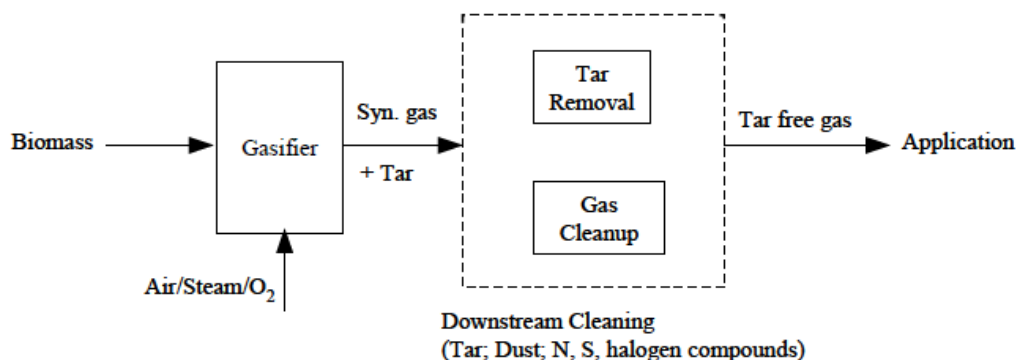 Biomass
Gasifier
Air/Steam/O₂
Syn. gas
+ Tar
Tar
Removal
Gas
Cleanup
Tar free gas
Application
Downstream Cleaning
(Tar; Dust; N, S, halogen compounds)